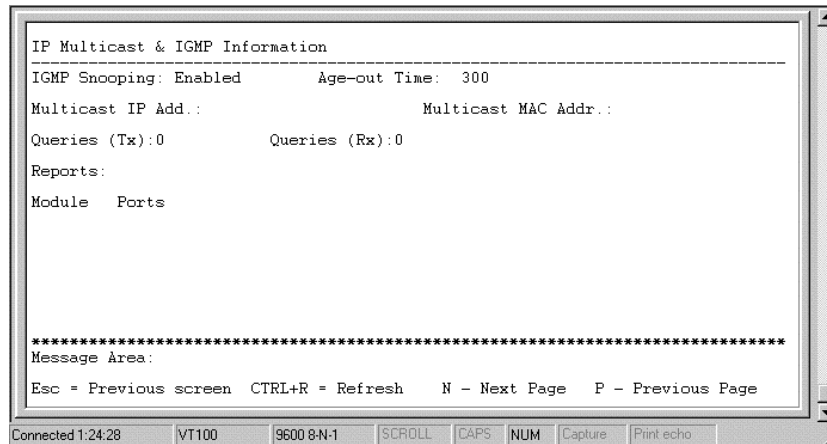 IP Multicast & IGMP Information
--------------------------------------------------------------------------------
IGMP Snooping: Enabled Age-out Time: 300
Multicast IP Add.: Multicast MAC Addr.:
Queries (Tx):0 Queries (Rx):0
Reports:
Module Ports
********************************************************************************
Message Area:
Esc = Previous screen CTRL+R = Refresh N - Next Page P - Previous Page
Connected 1:24:28 VT100 9600 8-N-1 SCROLL CAPS NUM Capture Print echo